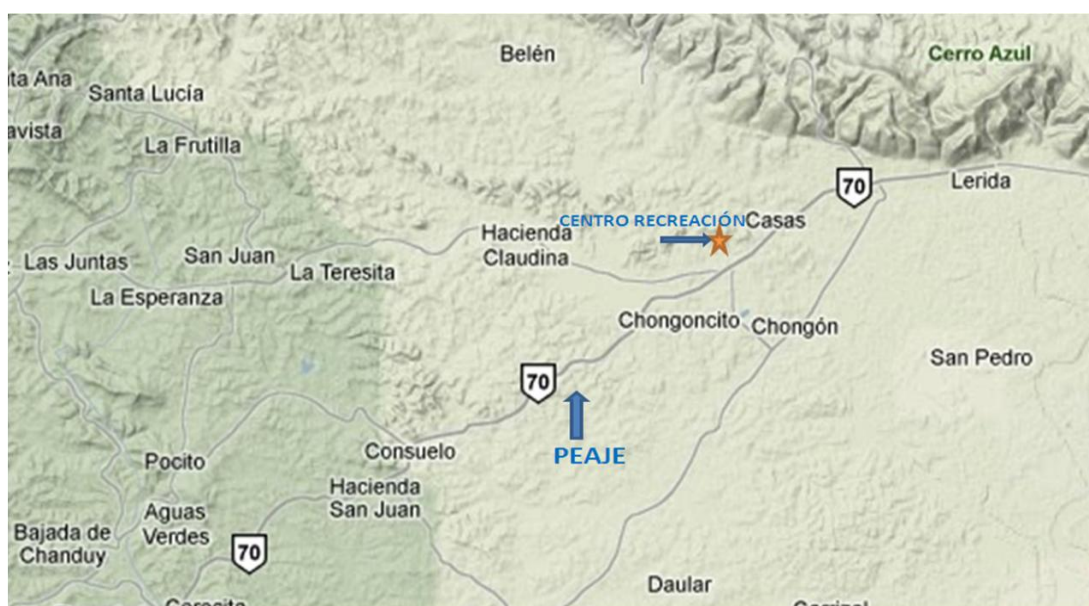 Belén
Cerro Azul
ta Ana
Santa Lucía
avista
La Frutilla
70
Lerida
CENTRO RECREACIÓN
Casas
Hacienda
Claudina
San Juan
Las Juntas
La Teresita
La Esperanza
Chongoncito
Chongón
San Pedro
70
PEAJE
Consuelo
Pocito
Hacienda
San Juan
Aguas
Verdes
Bajada de
Chanduy
70
Daular